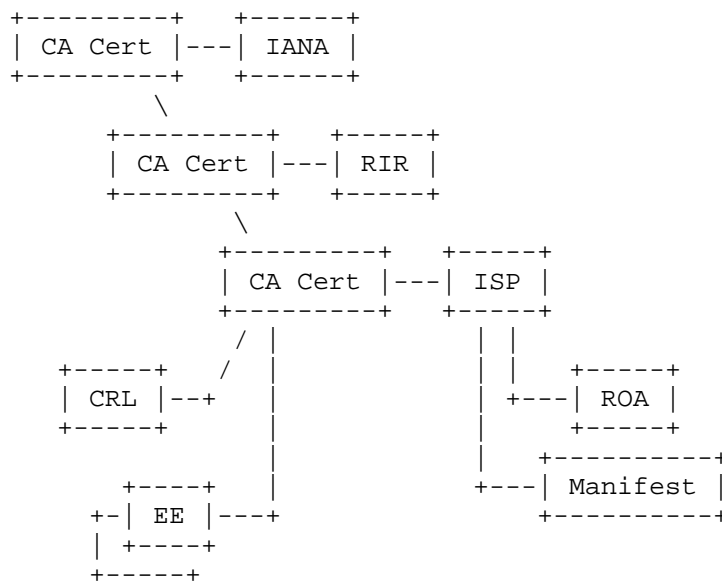 CA Cert IANA
CA Cert RIR
CA Cert ISP
CRL ROA
Manifest
EE